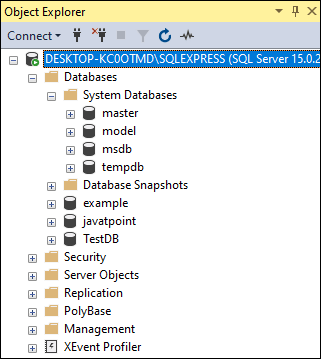 Object Explorer
Connect
DESKTOP-KC0OTMD\SQLEXPRESS (SQL Server 15.0.2
Databases
System Databases
master
model
msdb
tempdb
Database Snapshots
example
javatpoint
TestDB
Security
Server Objects
Replication
PolyBase
Management
XEvent Profiler